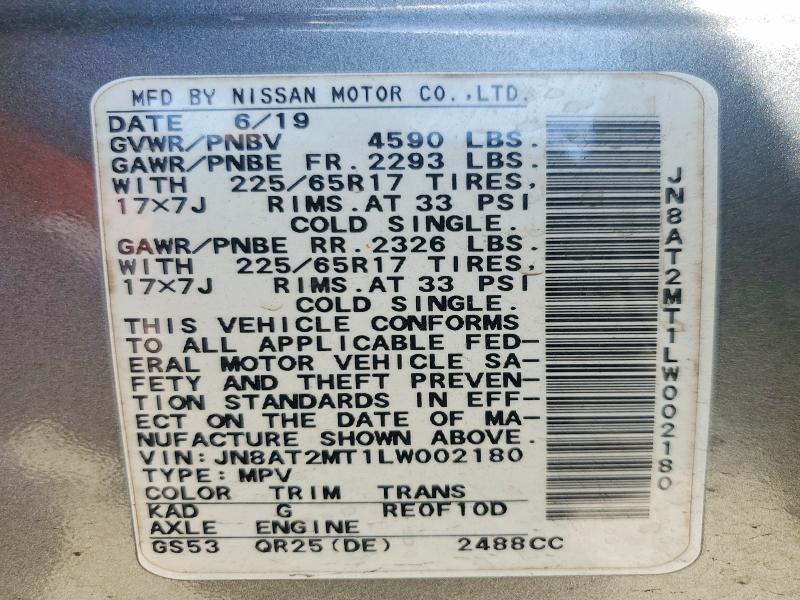 MFD BY NISSAN MOTOR CO.,LTD.
DATE 6/19
GVWR/PNBV 4590 LBS.
GAWR/PNBE FR.2293 LBS.
WITH 225/65R17 TIRES,
17×7J RIMS.AT 33 PSI
COLD SINGLE.
GAWR/PNBE RR.2326 LBS.
WITH 225/65R17 TIRES,
17×7J RIMS.AT 33 PSI
COLD SINGLE.
THIS VEHICLE CONFORMS
TO ALL APPLICABLE FED-
ERAL MOTOR VEHICLE SA-
FETY AND THEFT PREVEN-
TION STANDARDS IN EFF-
ECT ON THE DATE OF MA-
NUFACTURE SHOWN ABOVE.
VIN:JN8AT2MT1LW002180
TYPE:MPV
COLOR TRIM TRANS
KAD G RE0F10D
AXLE ENGINE
GS53 QR25(DE) 2488CC
JN8AT2MT1LW002180